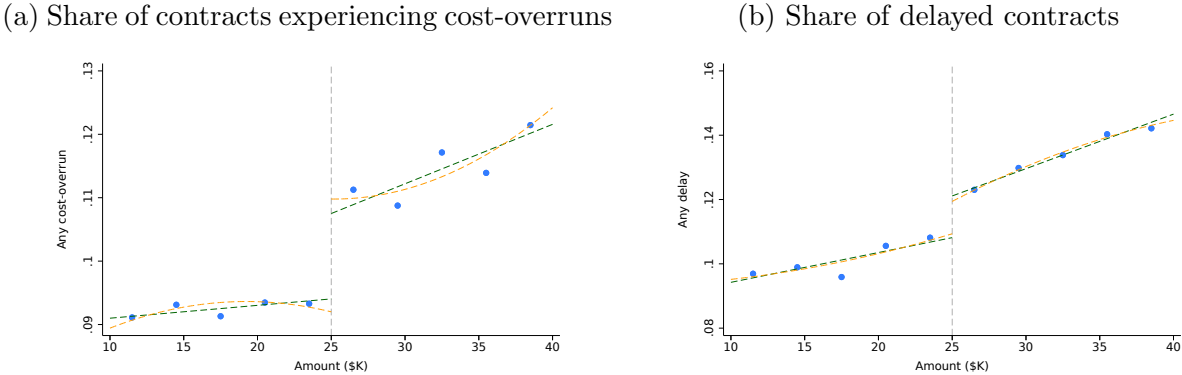 (a) Share of contracts experiencing cost-overruns
.13
.12
.11
.1
.09
Any cost-overrun
10 15 20 25 30 35 40
Amount ($K)
(b) Share of delayed contracts
.16
.14
.12
.1
.08
Any delay
10 15 20 25 30 35 40
Amount ($K)